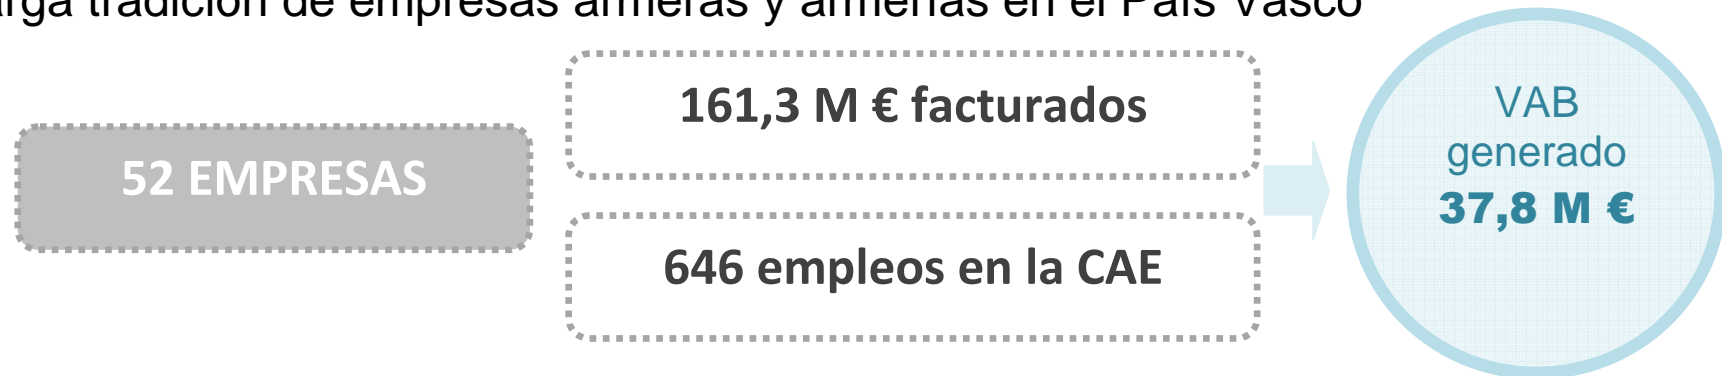 arga tradición de empresas armeras y armerías en el País Vasco
52 EMPRESAS
161,3 M € facturados
646 empleos en la CAE
VAB
generado
37,8 M €